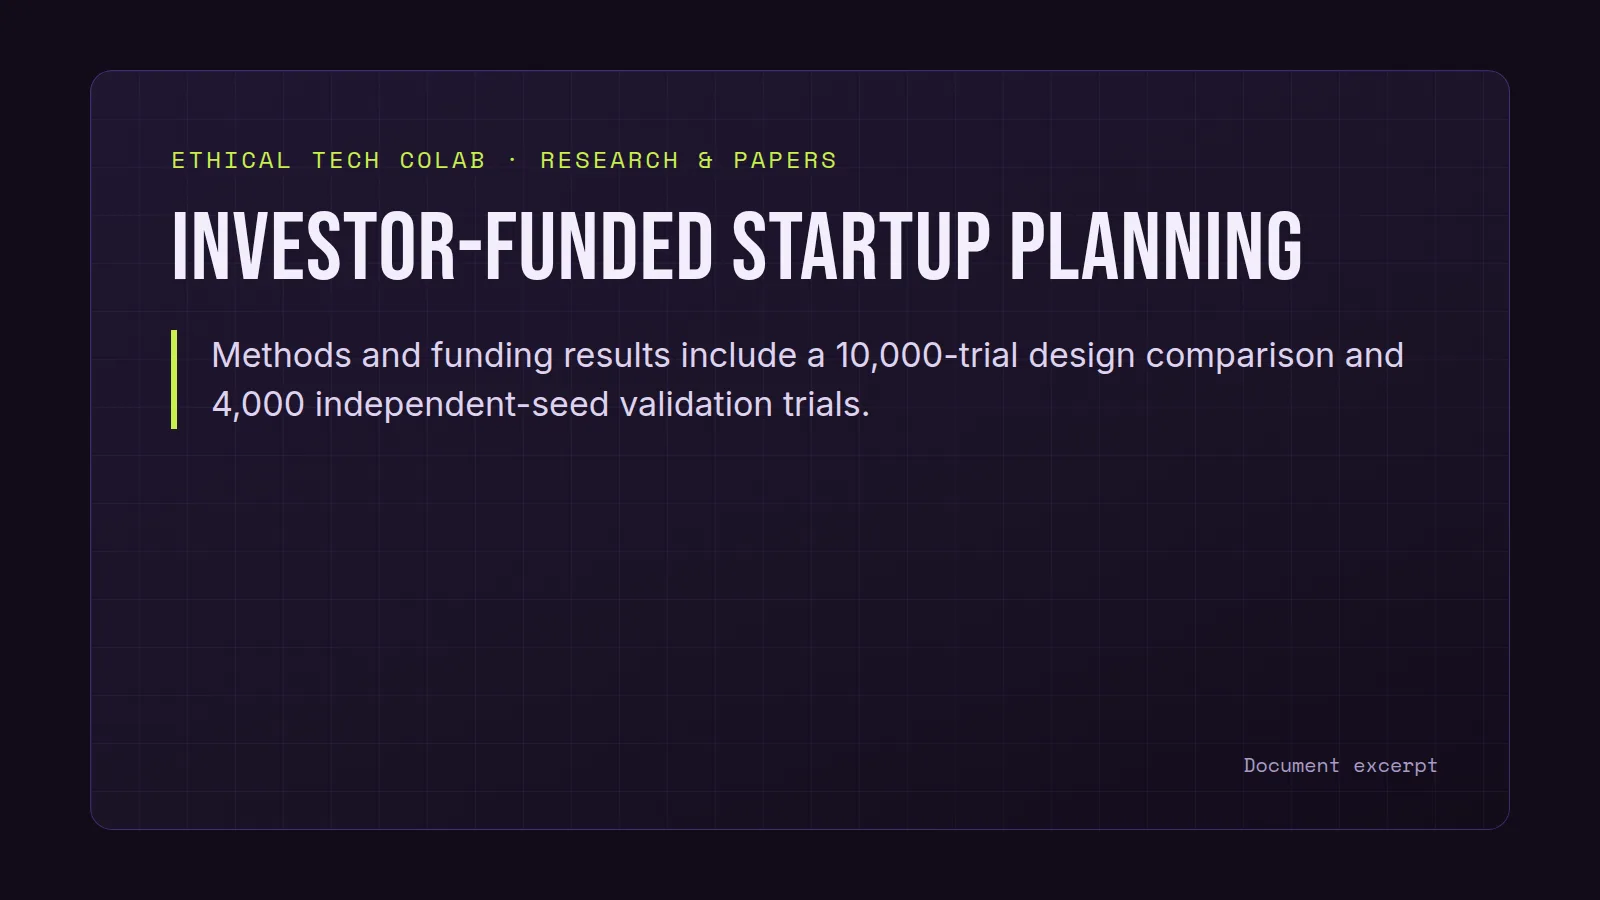 ETHICAL TECH COLAB · RESEARCH & PAPERS
INVESTOR-FUNDED STARTUP PLANNING
Methods and funding results include a 10,000-trial design comparison and
4,000 independent-seed validation trials.
Document excerpt